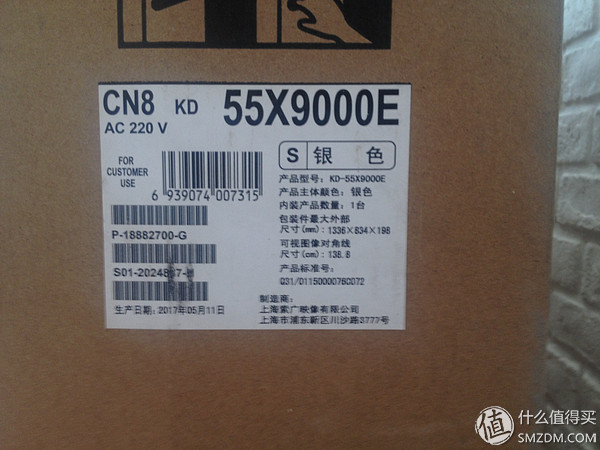 CN8 KD 55X9000E
AC 220 V
S 银色
FOR
CUSTOMER
USE
6 939074 007315
产品型号: KD-55X9000E
产品主体颜色: 银色
内装产品数量: 1台
包装件最大外部
尺寸(mm): 1336×834×198
可视图像对角线
尺寸(cm): 138.8
产品标准号:
Q31/0115000076C072
P-18882700-G
生产日期: 2017年05月11日
制造商:
上海索广映像有限公司
上海市浦东新区川沙路3777号
值 什么值得买
SMZDM.COM